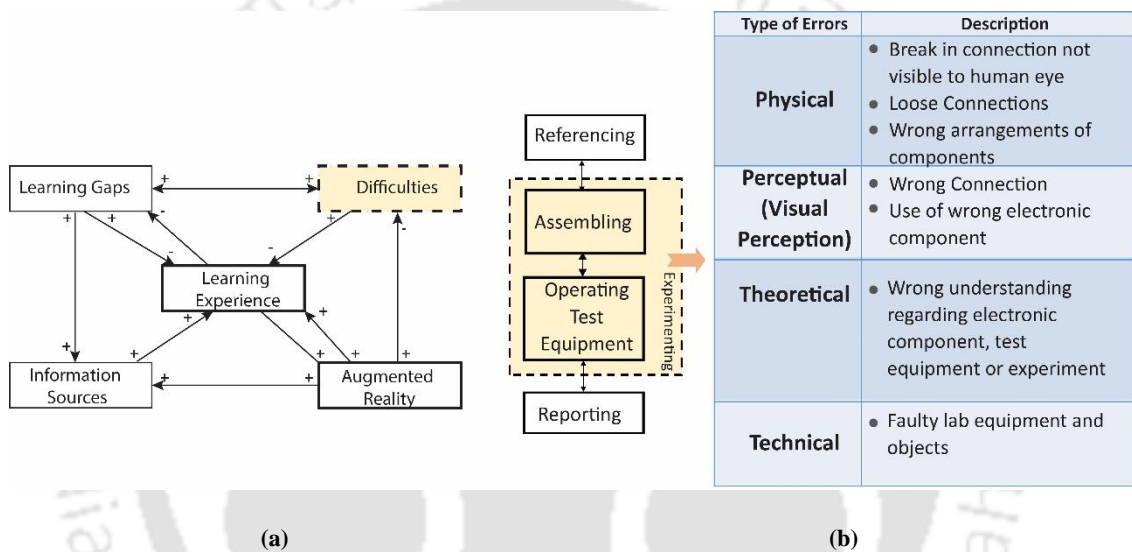 Learning Gaps
+
+
Difficulties
+
+
-
+
-
-
-
Learning
Experience
+
+
+
+
+
+
Information
Sources
+
+
Augmented
Reality
Referencing
Assembling
Operating
Test
Equipment
Experimenting
Reporting
Type of Errors
Description
Physical
● Break in connection not
visible to human eye
● Loose Connections
● Wrong arrangements of
components
Perceptual
(Visual
Perception)
● Wrong Connection
● Use of wrong electronic
component
Theoretical
● Wrong understanding
regarding electronic
component, test
equipment or experiment
Technical
● Faulty lab equipment and
objects
(a)
(b)